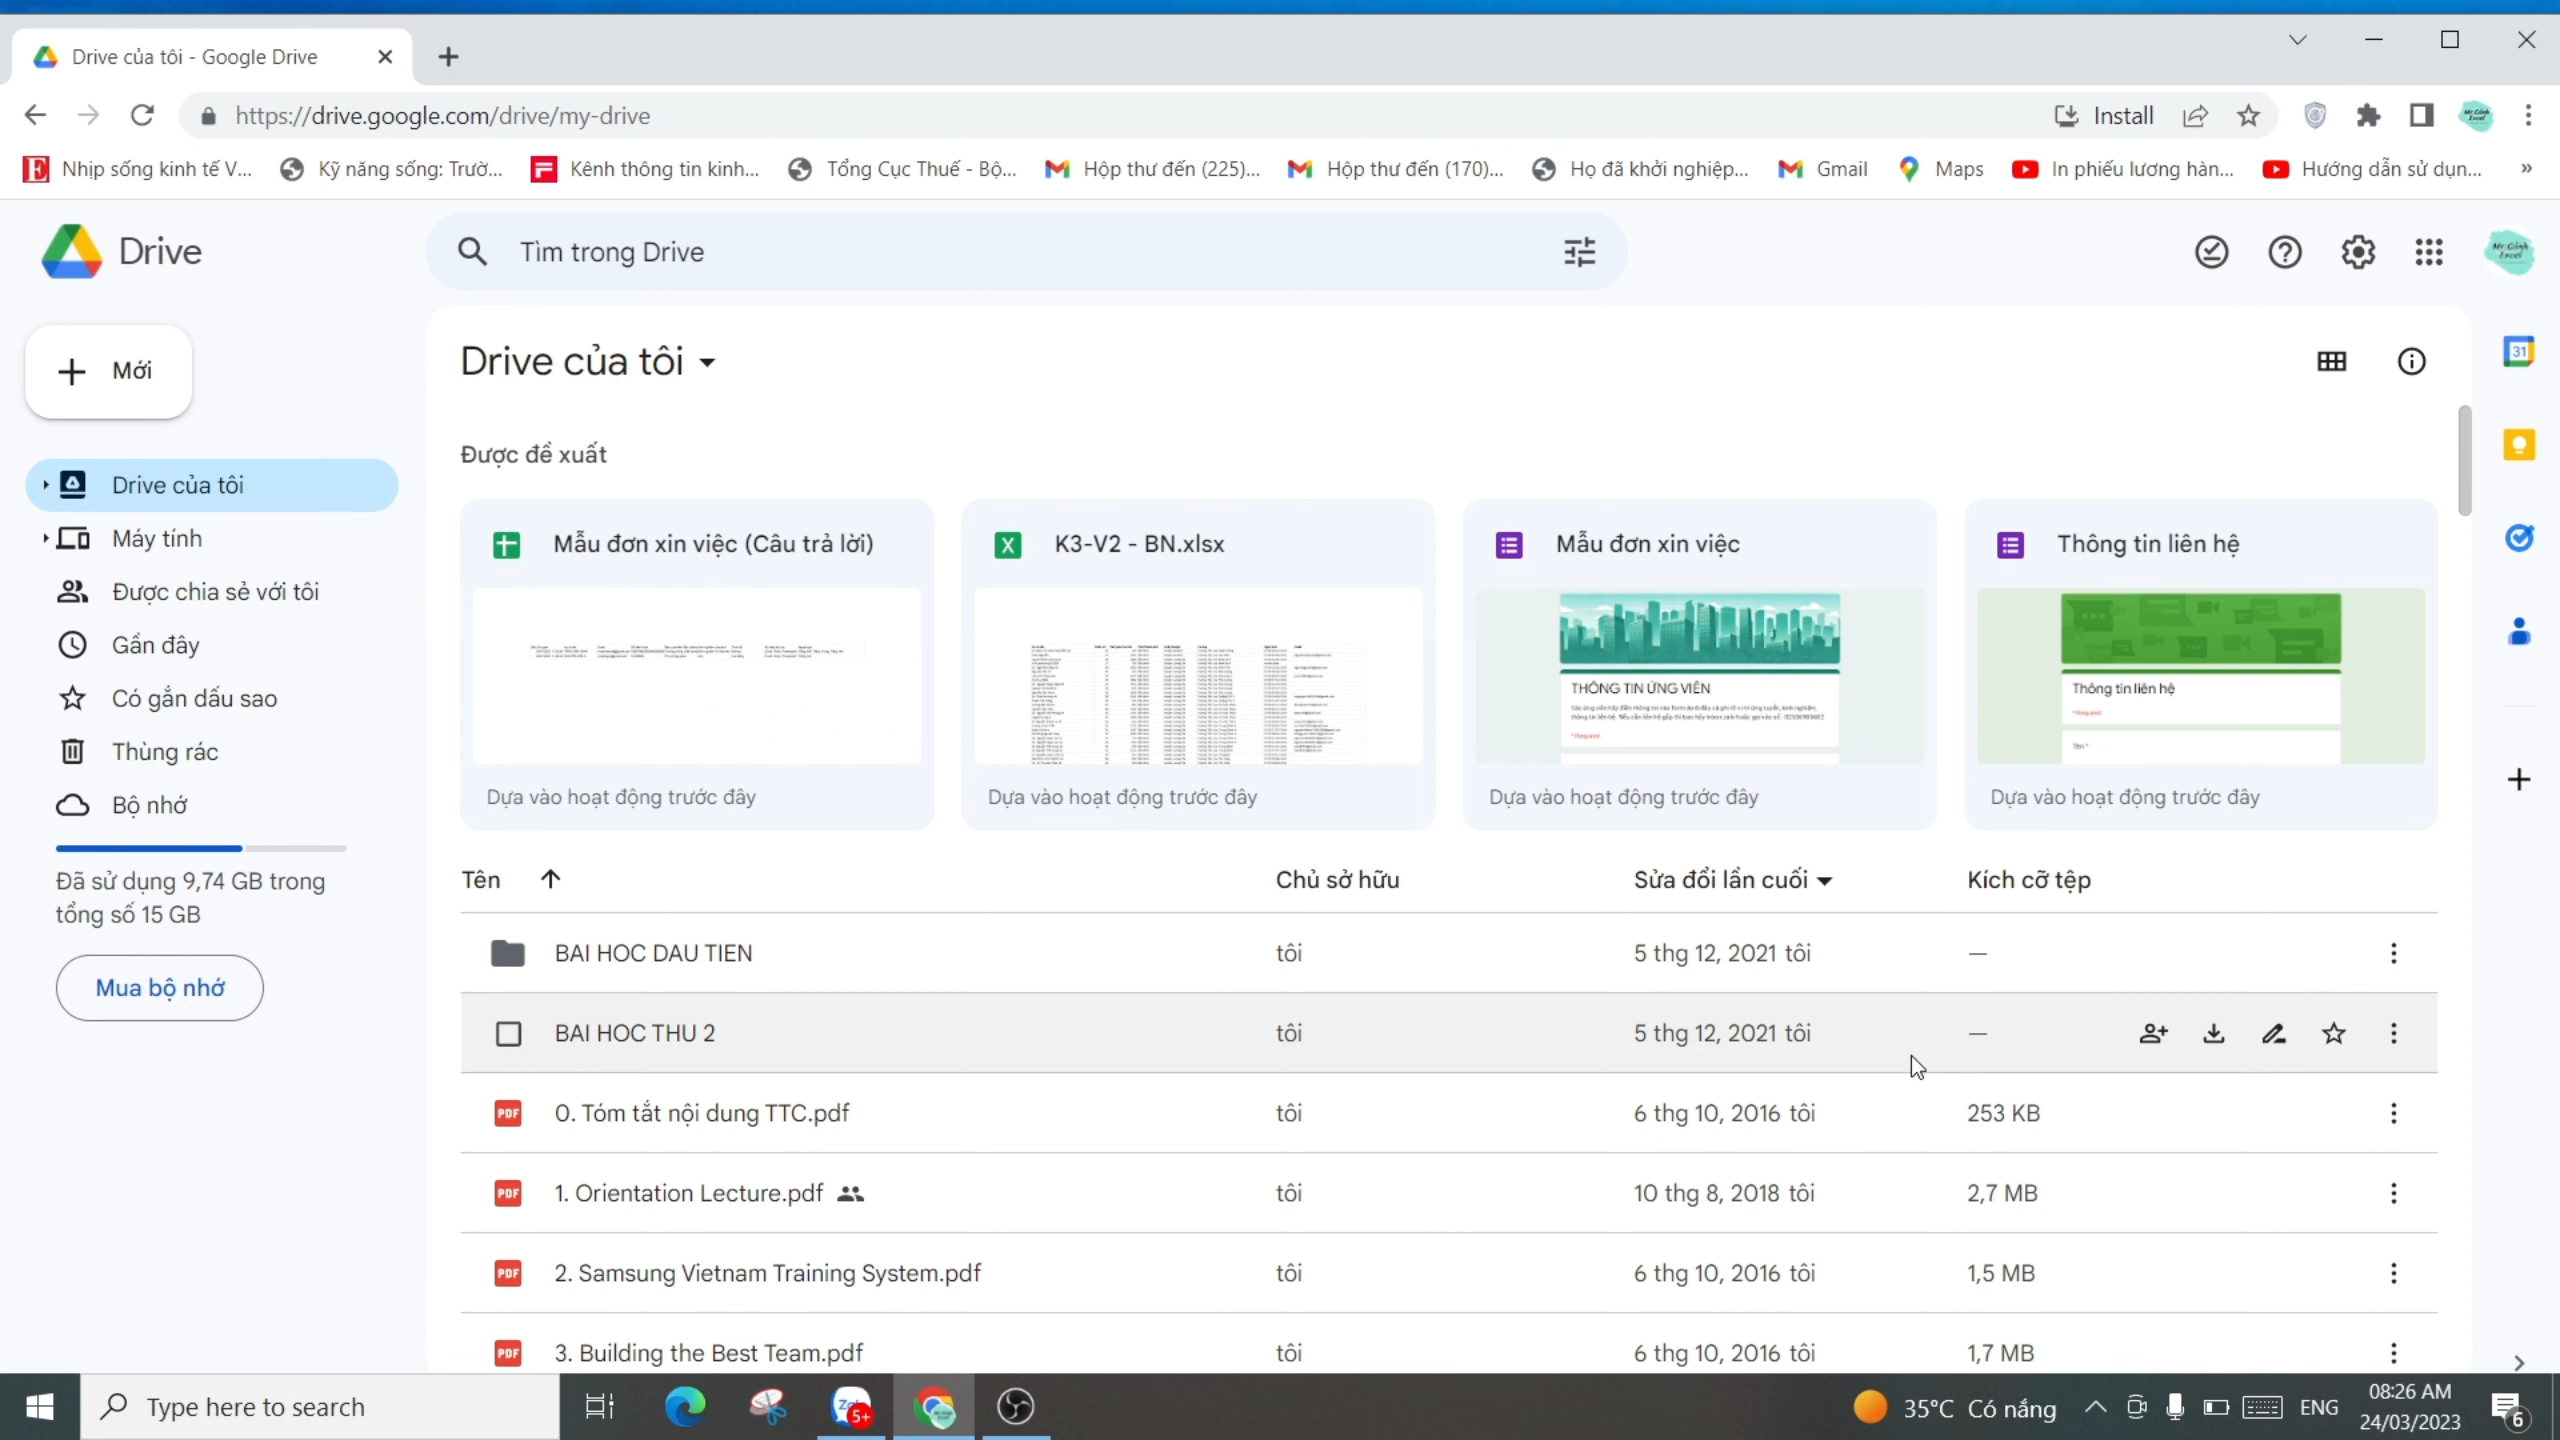 Drive của tôi - Google Drive
https://drive.google.com/drive/my-drive
Install
Nhịp sống kinh tế V...
Kỹ năng sống: Trườ...
Kênh thông tin kinh...
Tổng Cục Thuế - Bộ...
Hộp thư đến (225)...
Hộp thư đến (170)...
Họ đã khởi nghiệp...
Gmail
Maps
In phiếu lương hàn...
Hướng dẫn sử dụn...
»
Drive
Tìm trong Drive
Mới
Drive của tôi
Máy tính
Được chia sẻ với tôi
Gần đây
Có gắn dấu sao
Thùng rác
Bộ nhớ
Đã sử dụng 9,74 GB trong
tổng số 15 GB
Mua bộ nhớ
Drive của tôi
Được đề xuất
Mẫu đơn xin việc (Câu trả lời)
Dựa vào hoạt động trước đây
K3-V2 - BN.xlsx
Dựa vào hoạt động trước đây
Mẫu đơn xin việc
THÔNG TIN ỨNG VIÊN
* Required
Dựa vào hoạt động trước đây
Thông tin liên hệ
Thông tin liên hệ
* Required
Tên *
Dựa vào hoạt động trước đây
Tên Chủ sở hữu Sửa đổi lần cuối Kích cỡ tệp
BAI HOC DAU TIEN tôi 5 thg 12, 2021 tôi —
BAI HOC THU 2 tôi 5 thg 12, 2021 tôi —
PDF 0. Tóm tắt nội dung TTC.pdf tôi 6 thg 10, 2016 tôi 253 KB
PDF 1. Orientation Lecture.pdf tôi 10 thg 8, 2018 tôi 2,7 MB
PDF 2. Samsung Vietnam Training System.pdf tôi 6 thg 10, 2016 tôi 1,5 MB
PDF 3. Building the Best Team.pdf tôi 6 thg 10, 2016 tôi 1,7 MB
31
Type here to search
5+
35°C Có nắng
ENG
08:26 AM
24/03/2023
6